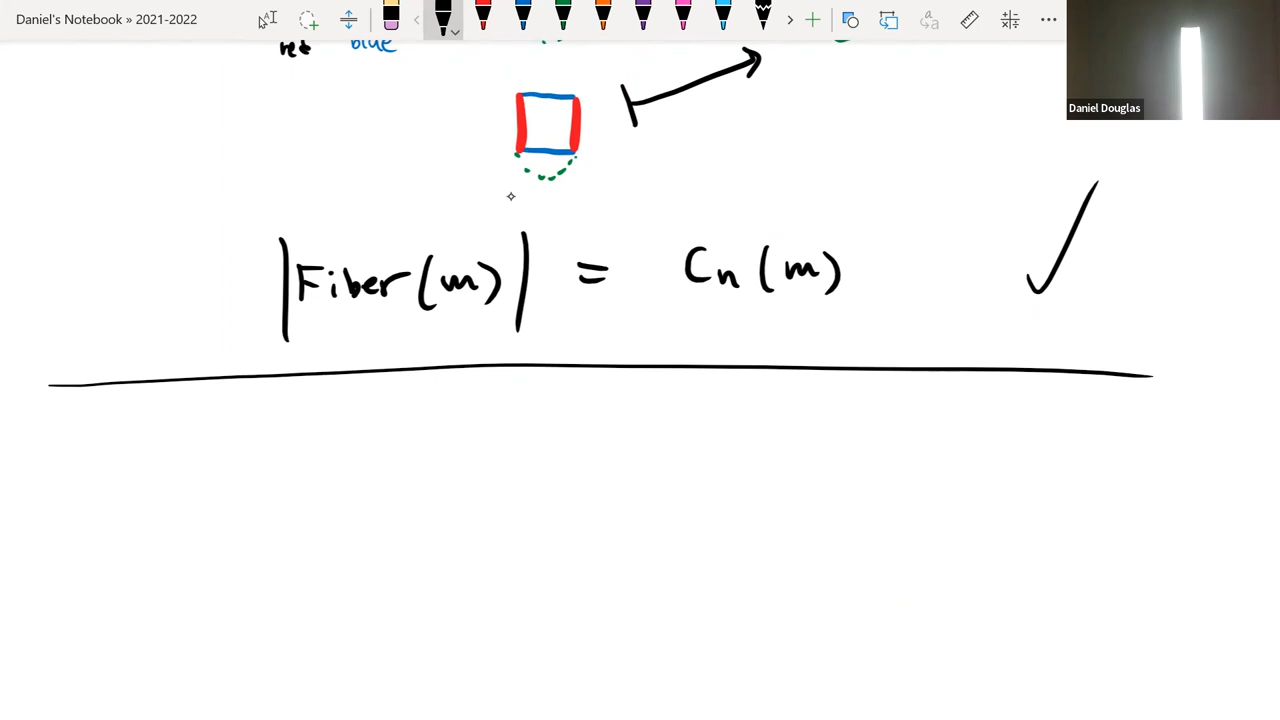 Daniel's Notebook » 2021-2022
Daniel Douglas
blue
|Fiber(m)| = Cn(m) ✓